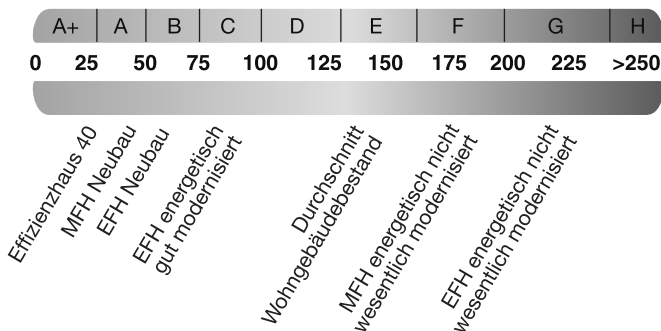 A+ A B C D E F G H
0 25 50 75 100 125 150 175 200 225 >250
Effizienzhaus 40
MFH Neubau
EFH Neubau
EFH energetisch
gut modernisiert
Durchschnitt
Wohngebäudebestand
MFH energetisch nicht
wesentlich modernisiert
EFH energetisch nicht
wesentlich modernisiert